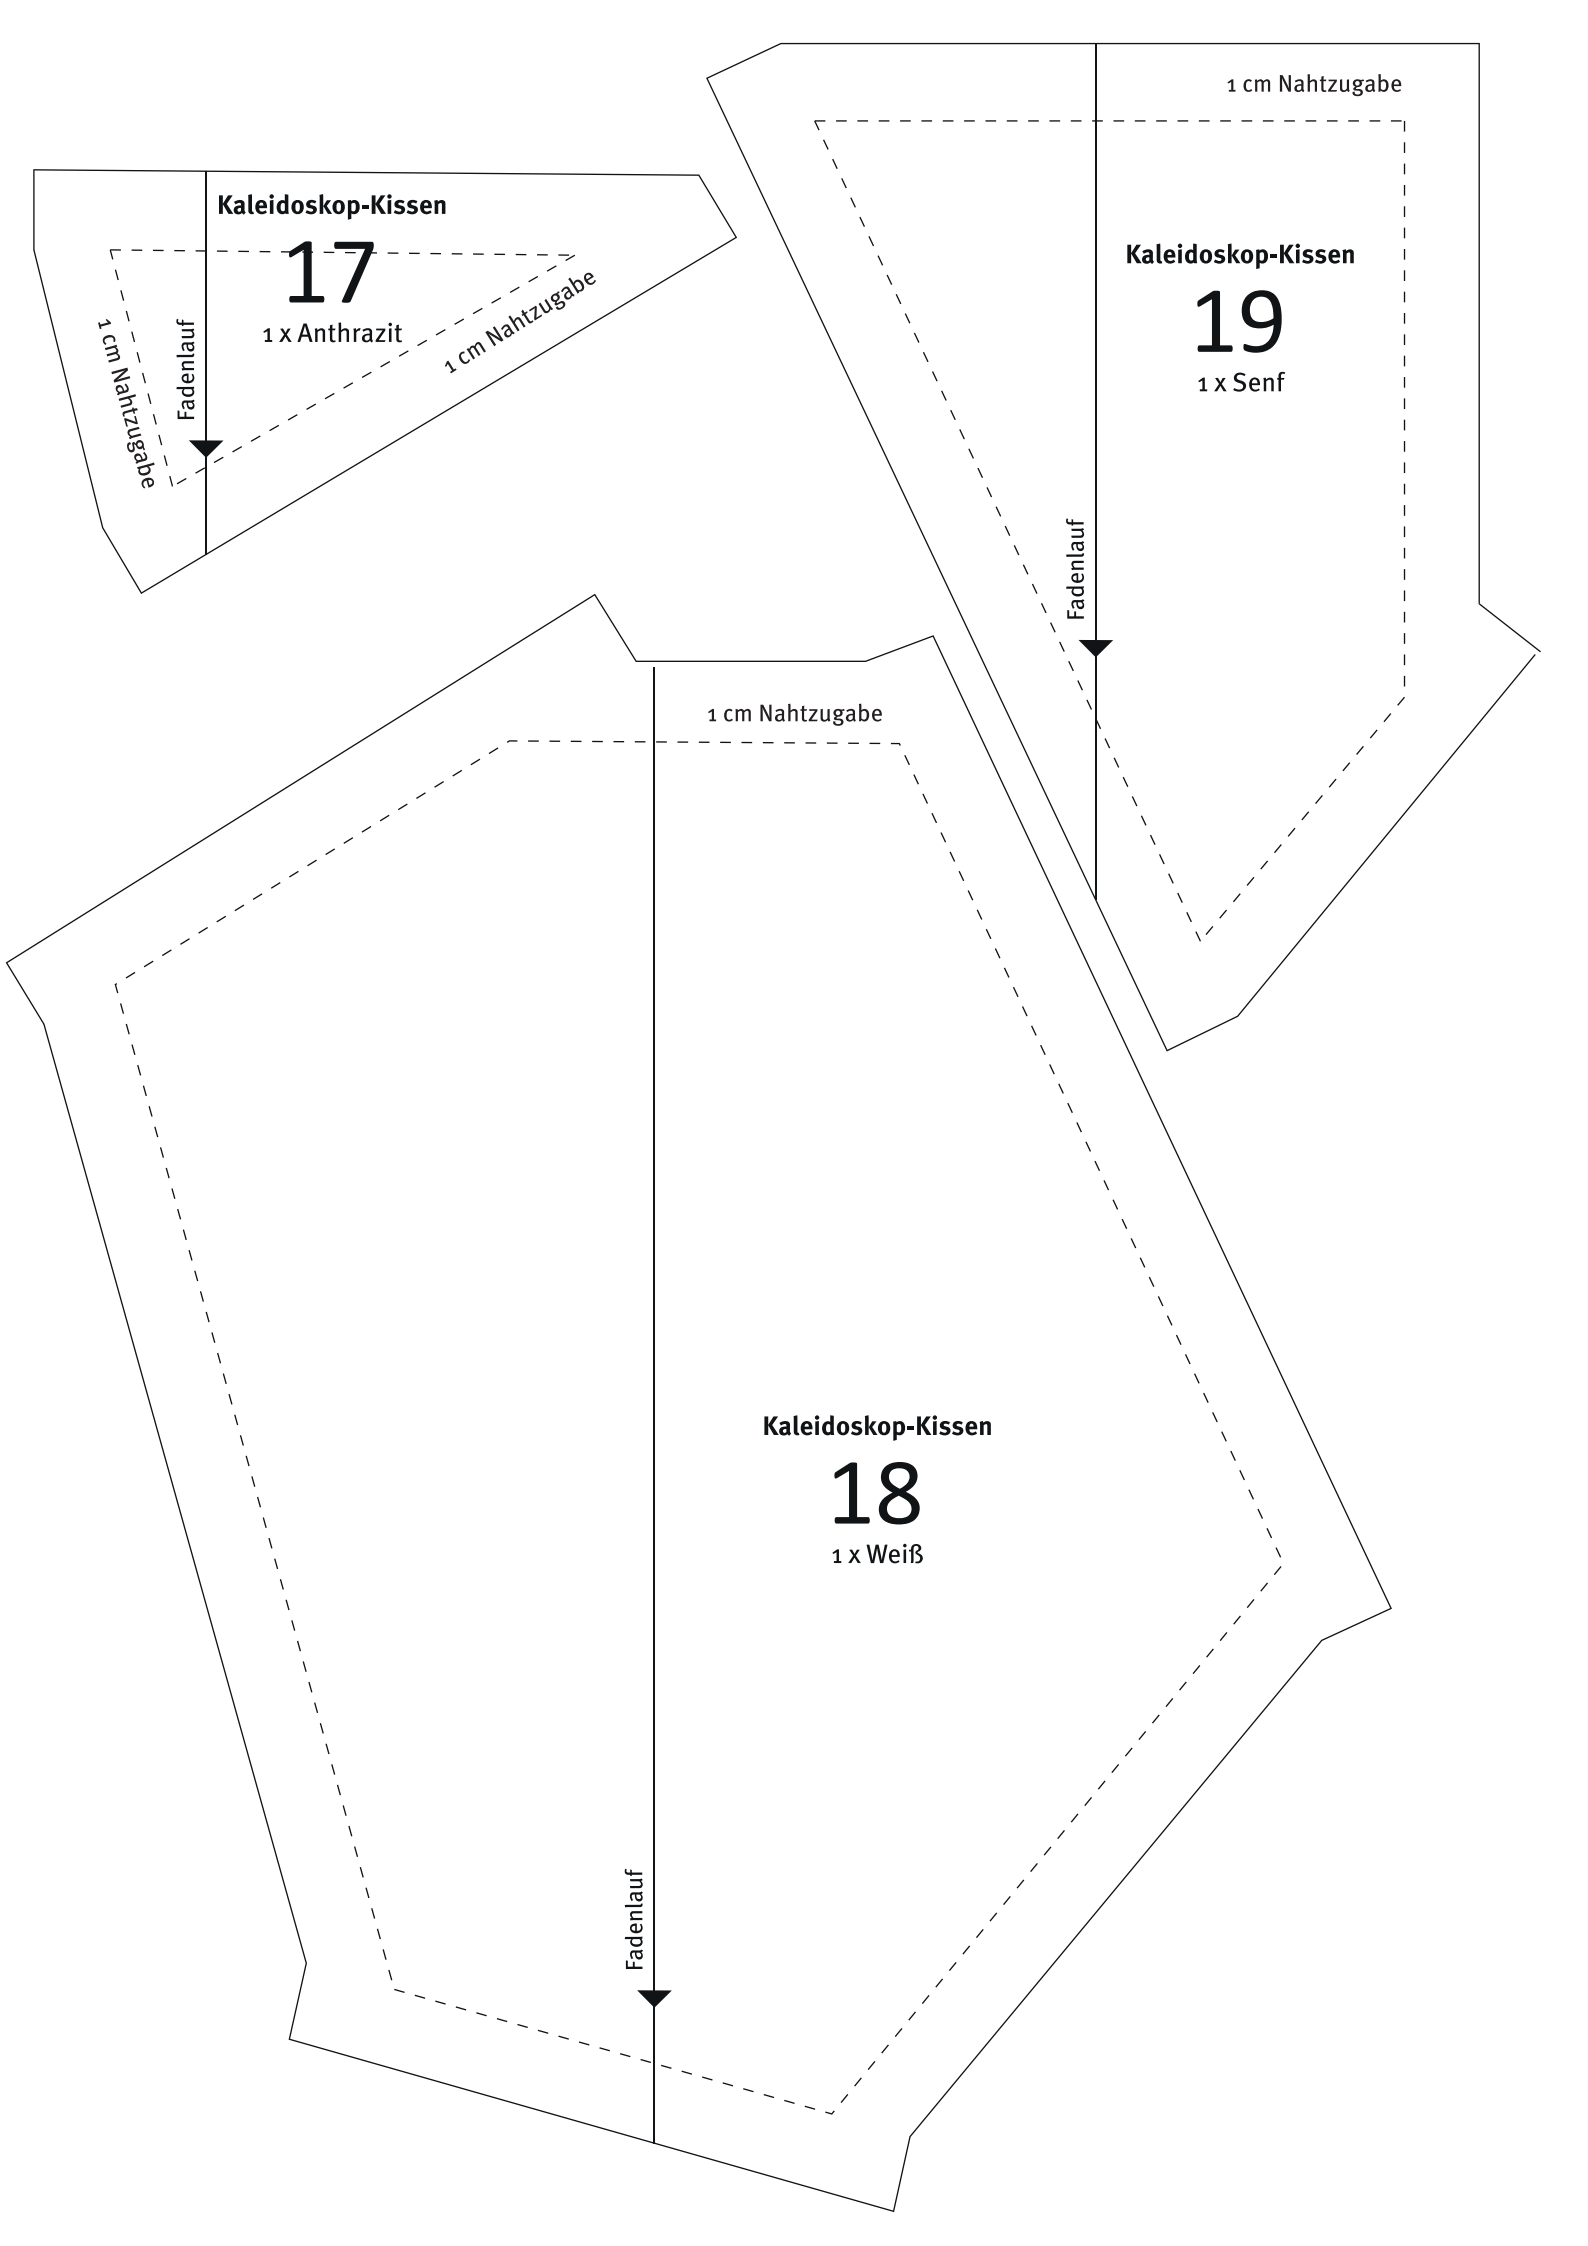 Kaleidoskop-Kissen
17
1 x Anthrazit
Fadenlauf
1 cm Nahtzugabe
1 cm Nahtzugabe
1 cm Nahtzugabe
Kaleidoskop-Kissen
19
1 x Senf
Fadenlauf
1 cm Nahtzugabe
Kaleidoskop-Kissen
18
1 x Weiß
Fadenlauf